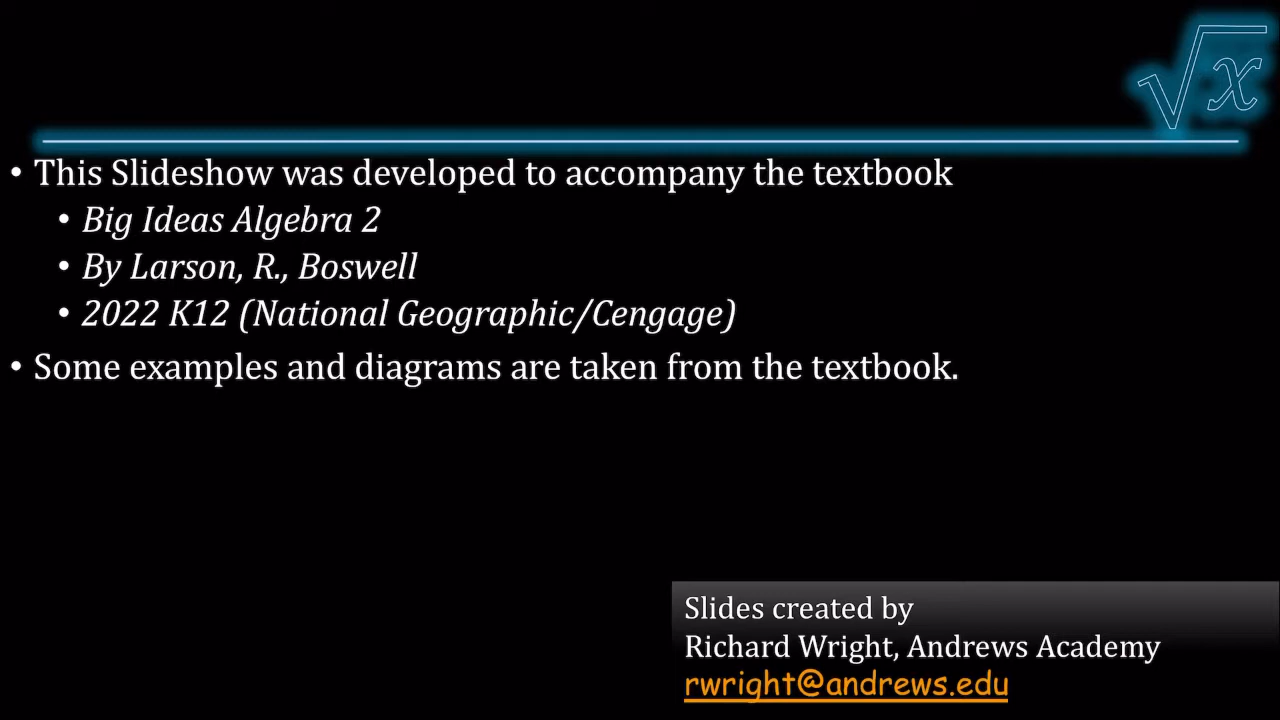 √x
• This Slideshow was developed to accompany the textbook
• Big Ideas Algebra 2
• By Larson, R., Boswell
• 2022 K12 (National Geographic/Cengage)
• Some examples and diagrams are taken from the textbook.
Slides created by
Richard Wright, Andrews Academy
rwright@andrews.edu